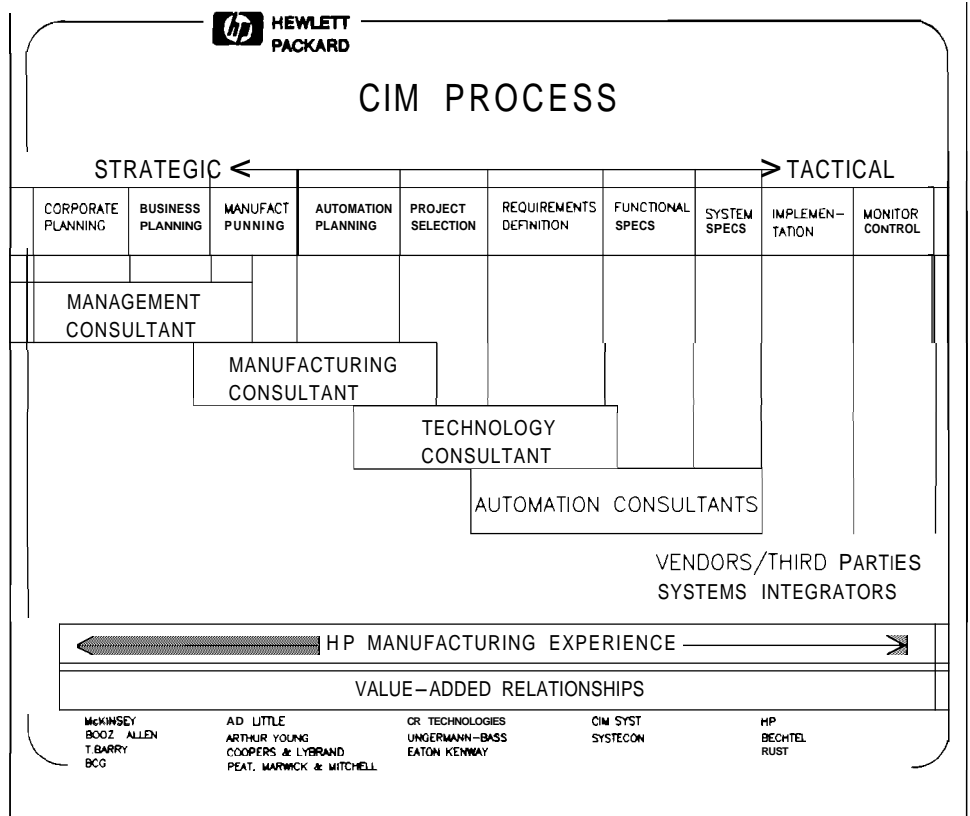 hp HEWLETT
PACKARD
CIM PROCESS
STRATEGIC
TACTICAL
CORPORATE
PLANNING
BUSINESS
PLANNING
MANUFACT
PUNNING
AUTOMATION
PLANNING
PROJECT
SELECTION
REQUIREMENTS
DEFINITION
FUNCTIONAL
SPECS
SYSTEM
SPECS
IMPLEMEN-
TATION
MONITOR
CONTROL
MANAGEMENT
CONSULTANT
MANUFACTURING
CONSULTANT
TECHNOLOGY
CONSULTANT
AUTOMATION CONSULTANTS
VENDORS/THIRD PARTIES
SYSTEMS INTEGRATORS
HP MANUFACTURING EXPERIENCE
VALUE-ADDED RELATIONSHIPS
McKINSEY
BOOZ ALLEN
T.BARRY
BCG
AD LITTLE
ARTHUR YOUNG
COOPERS & LYBRAND
PEAT, MARWICK & MITCHELL
CR TECHNOLOGIES
UNGERMANN-BASS
EATON KENWAY
CIM SYST
SYSTECON
HP
BECHTEL
RUST